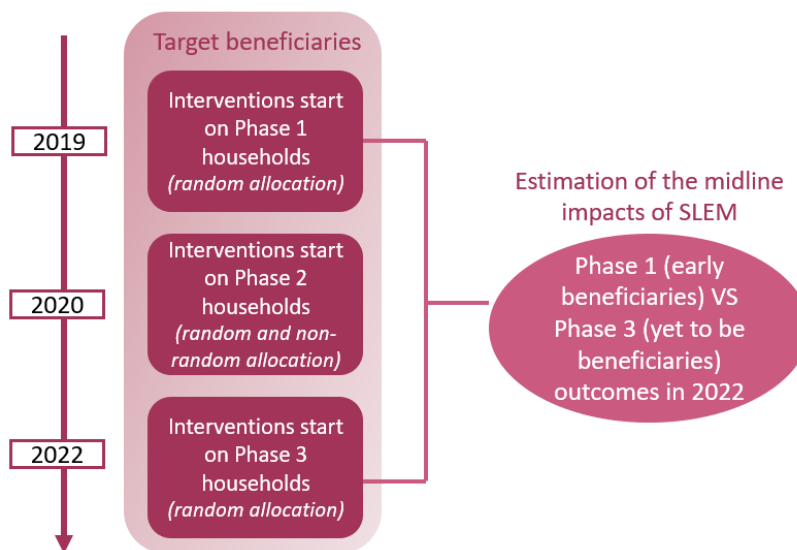 Target beneficiaries
2019
Interventions start
on Phase 1
households
(random allocation)
2020
Interventions start
on Phase 2
households
(random and non-
random allocation)
2022
Interventions start
on Phase 3
households
(random allocation)
Estimation of the midline
impacts of SLEM
Phase 1 (early
beneficiaries) VS
Phase 3 (yet to be
beneficiaries)
outcomes in 2022